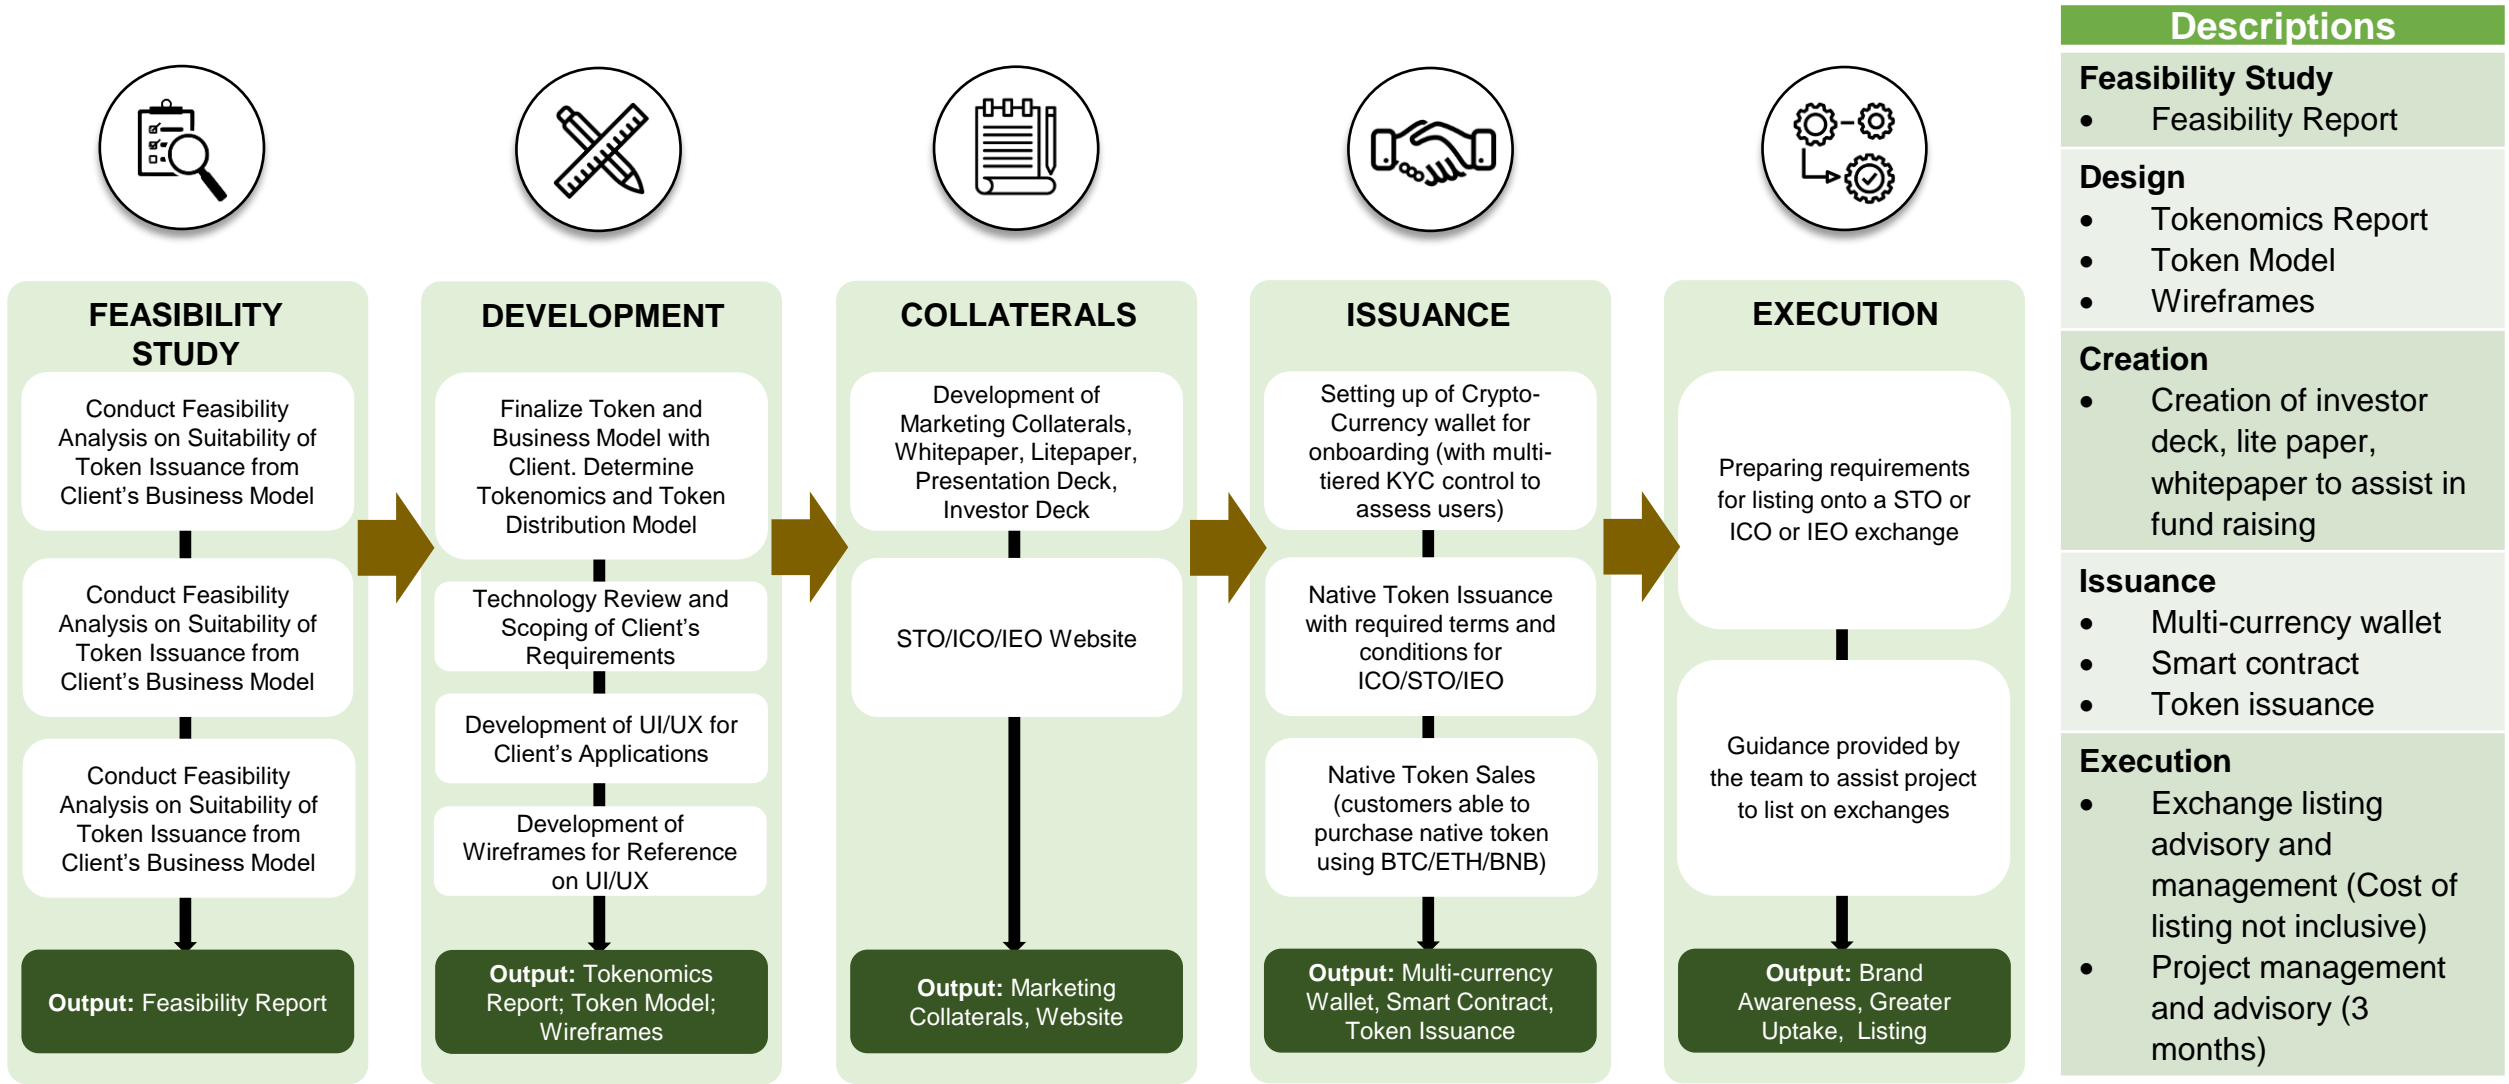 FEASIBILITY
STUDY
Conduct Feasibility
Analysis on Suitability of
Token Issuance from
Client’s Business Model
Conduct Feasibility
Analysis on Suitability of
Token Issuance from
Client’s Business Model
Conduct Feasibility
Analysis on Suitability of
Token Issuance from
Client’s Business Model
Output: Feasibility Report
DEVELOPMENT
Finalize Token and
Business Model with
Client. Determine
Tokenomics and Token
Distribution Model
Technology Review and
Scoping of Client’s
Requirements
Development of UI/UX for
Client’s Applications
Development of
Wireframes for Reference
on UI/UX
Output: Tokenomics
Report; Token Model;
Wireframes
COLLATERALS
Development of
Marketing Collaterals,
Whitepaper, Litepaper,
Presentation Deck,
Investor Deck
STO/ICO/IEO Website
Output: Marketing
Collaterals, Website
ISSUANCE
Setting up of Crypto-
Currency wallet for
onboarding (with multi-
tiered KYC control to
assess users)
Native Token Issuance
with required terms and
conditions for
ICO/STO/IEO
Native Token Sales
(customers able to
purchase native token
using BTC/ETH/BNB)
Output: Multi-currency
Wallet, Smart Contract,
Token Issuance
EXECUTION
Preparing requirements
for listing onto a STO or
ICO or IEO exchange
Guidance provided by
the team to assist project
to list on exchanges
Output: Brand
Awareness, Greater
Uptake, Listing
Descriptions
Feasibility Study
• Feasibility Report
Design
• Tokenomics Report
• Token Model
• Wireframes
Creation
• Creation of investor
deck, lite paper,
whitepaper to assist in
fund raising
Issuance
• Multi-currency wallet
• Smart contract
• Token issuance
Execution
• Exchange listing
advisory and
management (Cost of
listing not inclusive)
• Project management
and advisory (3
months)